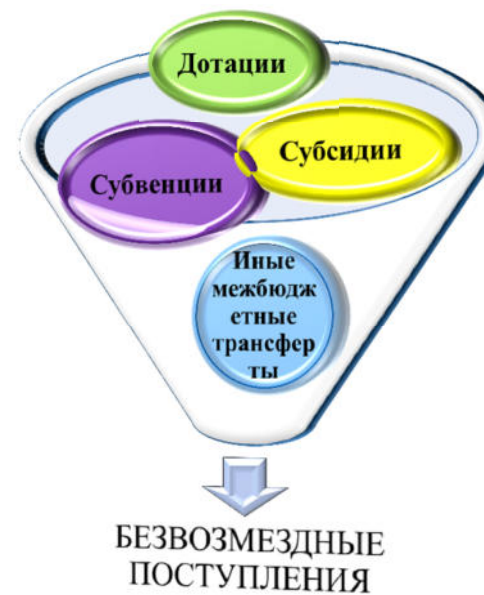 Дотации
Субсидии
Субвенции
Иные
межбюдж
етные
трансфер
ты
БЕЗВОЗМЕЗДНЫЕ
ПОСТУПЛЕНИЯ